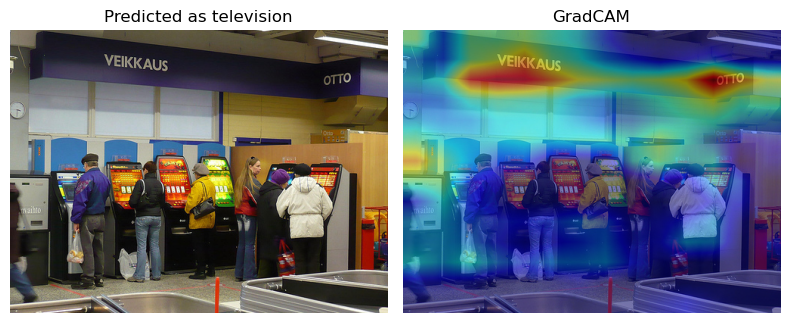 Predicted as television
GradCAM
VEIKKAUS
OTTO
VEIKKAUS
OTTO